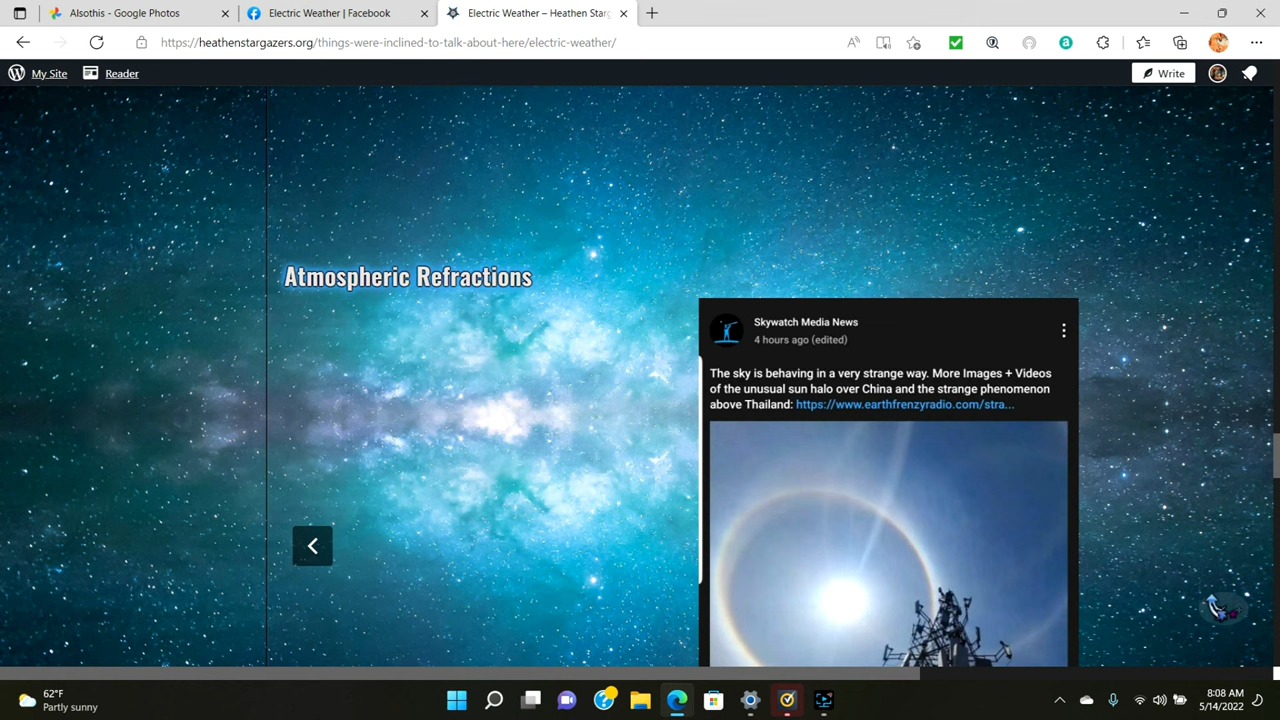 Alsothis - Google Photos
Electric Weather | Facebook
Electric Weather – Heathen Starg
https://heathenstargazers.org/things-were-inclined-to-talk-about-here/electric-weather/
My Site
Reader
Write
Atmospheric Refractions
Skywatch Media News
4 hours ago (edited)
The sky is behaving in a very strange way. More Images + Videos
of the unusual sun halo over China and the strange phenomenon
above Thailand: https://www.earthfrenzyradio.com/stra...
62°F
Partly sunny
8:08 AM
5/14/2022